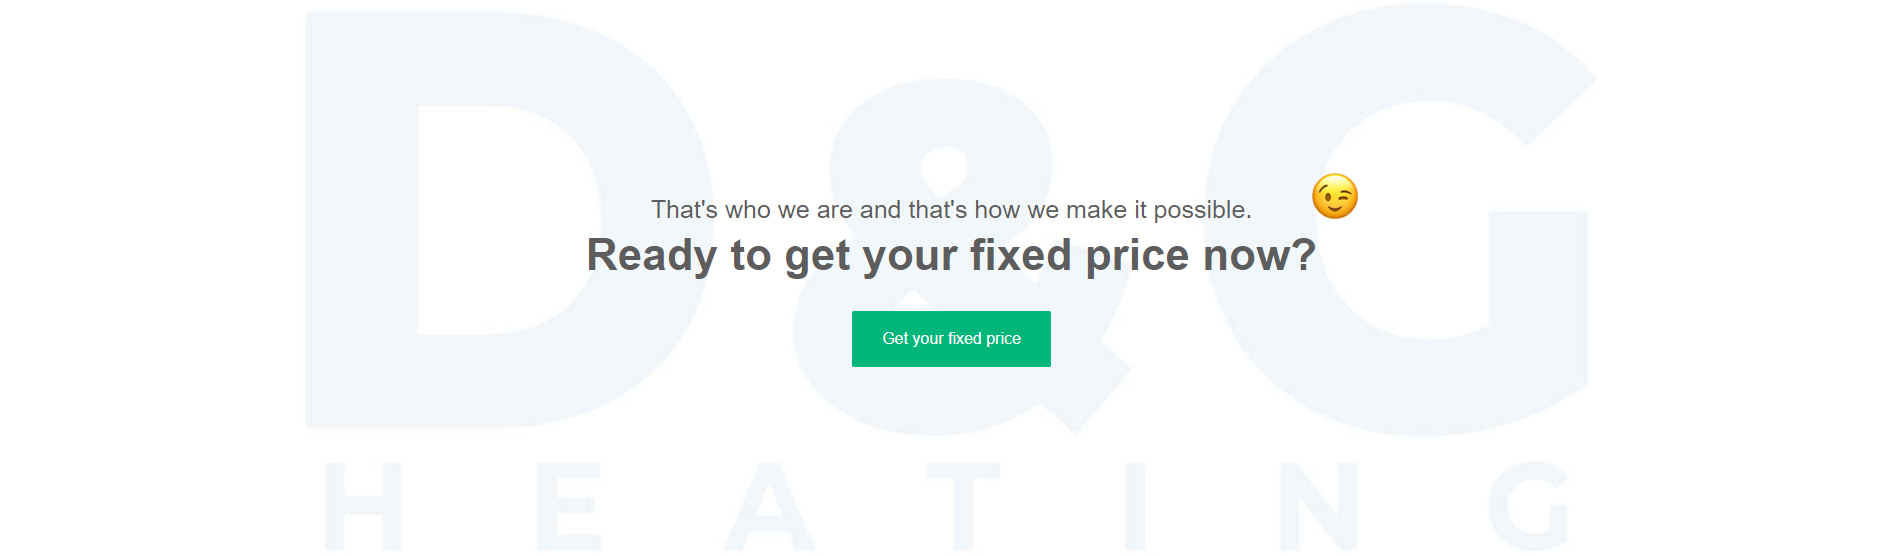 D&G
HEATING
That's who we are and that's how we make it possible.
Ready to get your fixed price now?
Get your fixed price